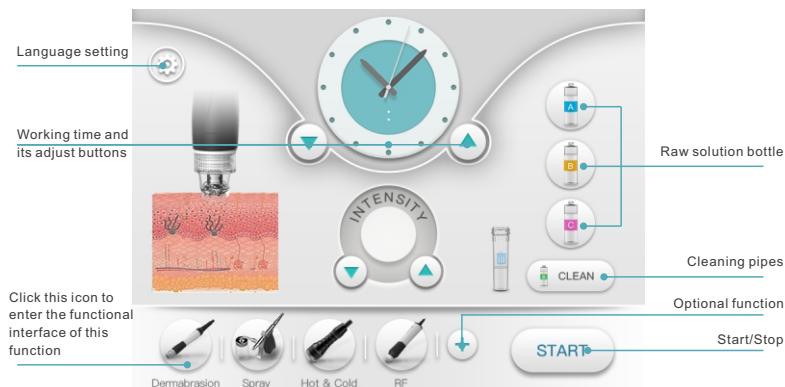 Language setting
Working time and
its adjust buttons
INTENSITY
A
B
C
Raw solution bottle
Cleaning pipes
CLEAN
Optional function
Click this icon to
enter the functional
interface of this
function
Start/Stop
START
Dermabrasion
Spray
Hot & Cold
RF